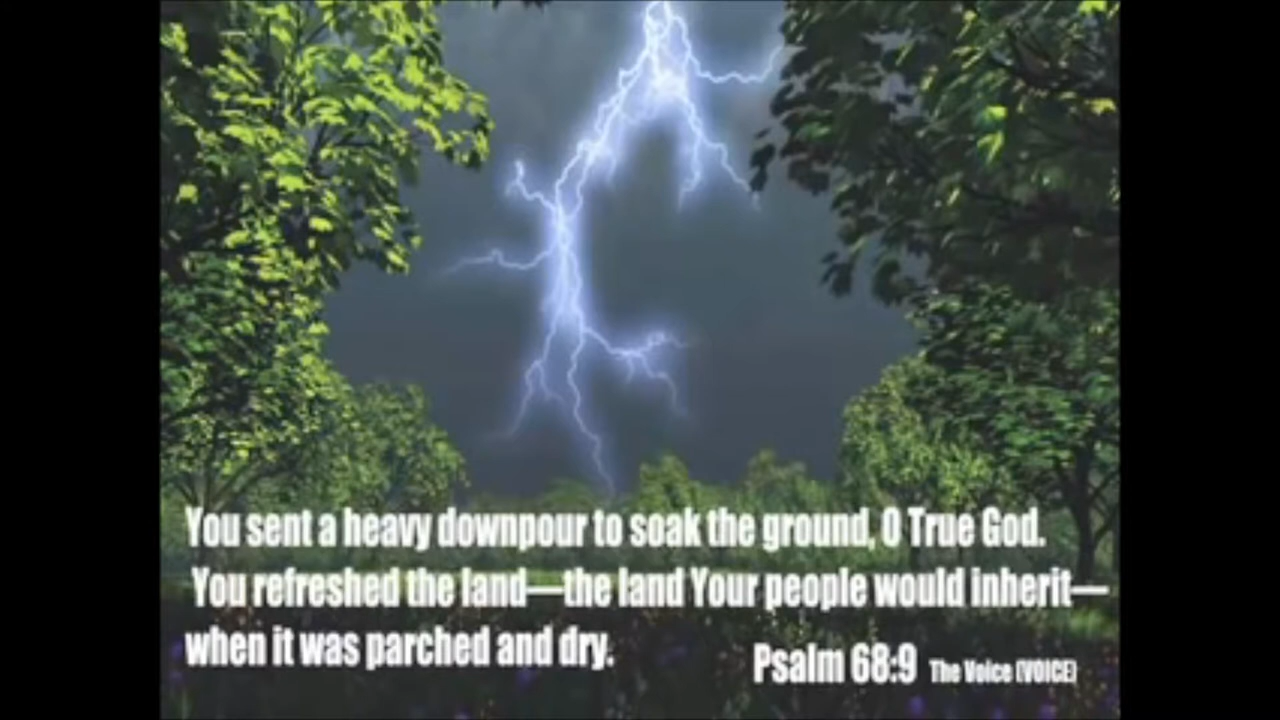 You sent a heavy downpour to soak the ground, O True God.
You refreshed the land—the land Your people would inherit—
when it was parched and dry.
Psalm 68:9 The Voice (VOICE)